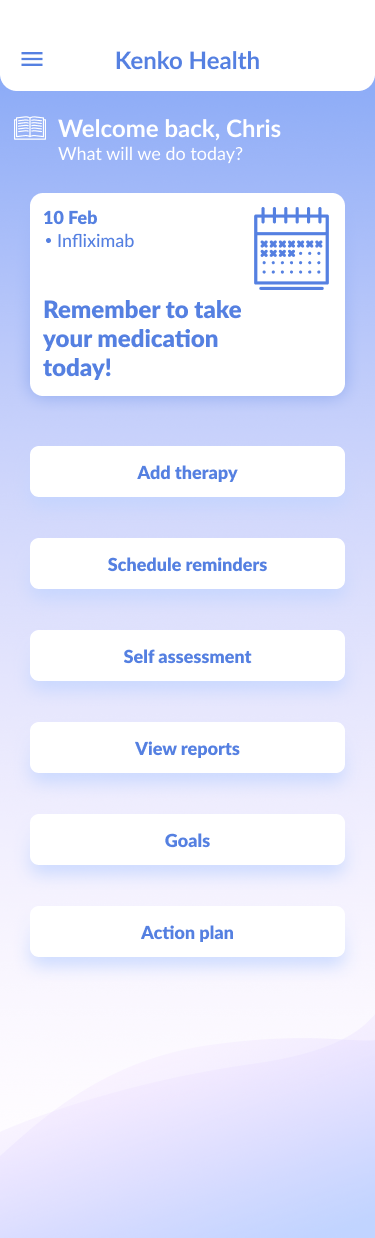 Kenko Health
Welcome back, Chris
What will we do today?
10 Feb
• Infliximab
Remember to take
your medication
today!
Add therapy
Schedule reminders
Self assessment
View reports
Goals
Action plan